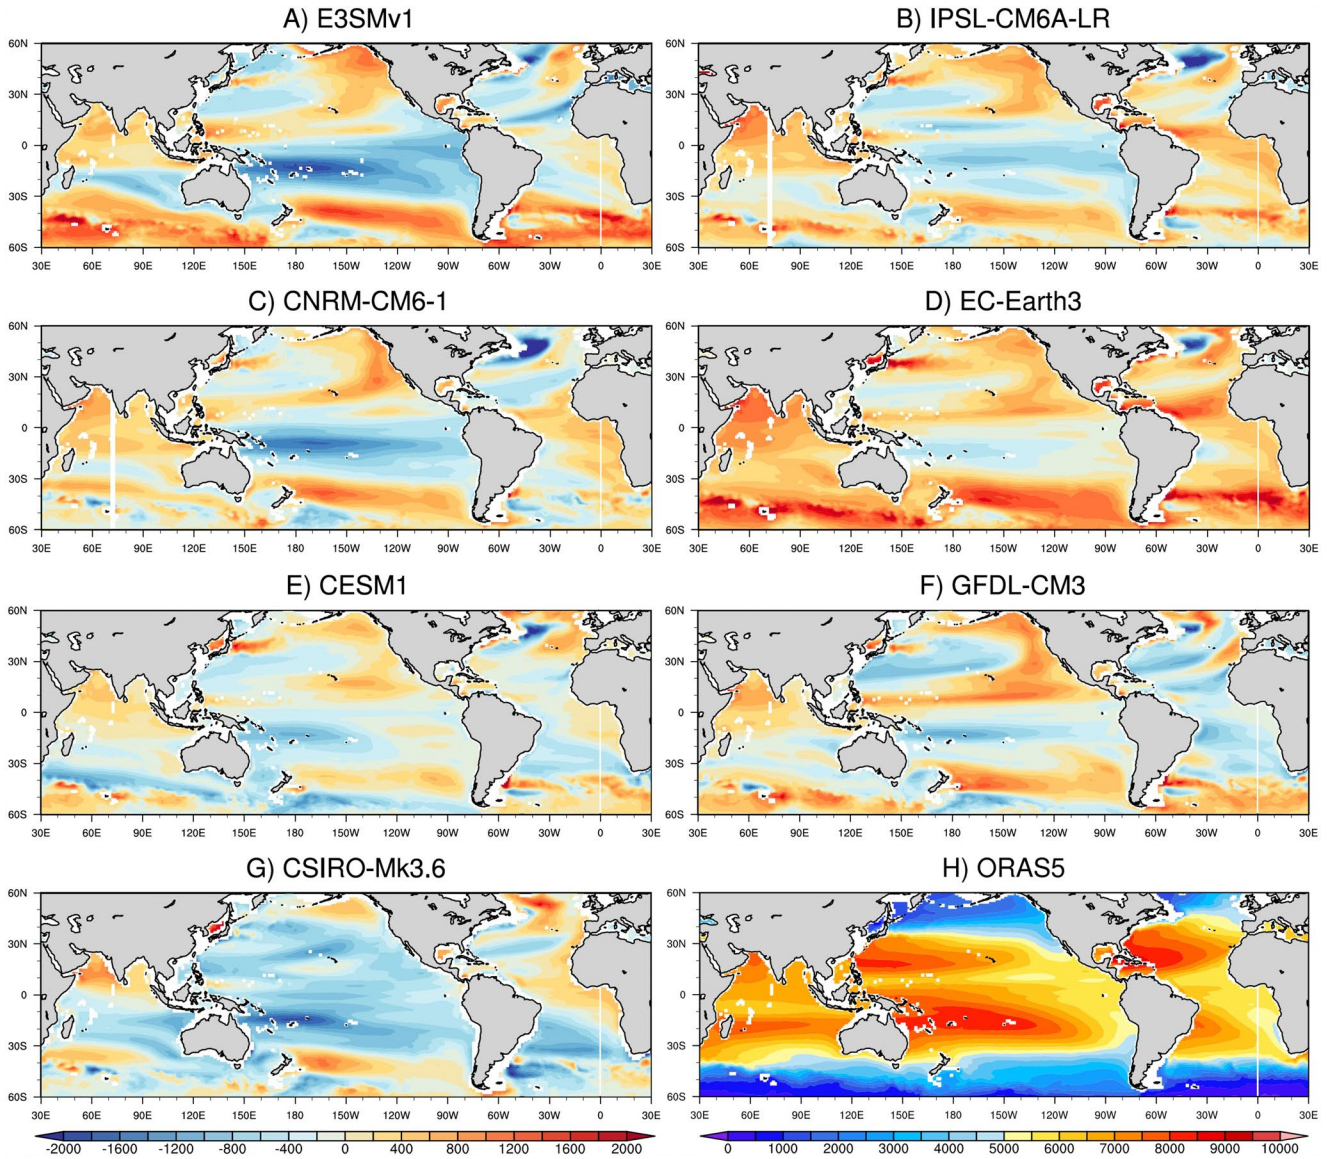 A) E3SMv1
B) IPSL-CM6A-LR
60N 30N 0 30S 60S
30E 60E 90E 120E 150E 180 150W 120W 90W 60W 30W 0 30E
60N 30N 0 30S 60S
30E 60E 90E 120E 150E 180 150W 120W 90W 60W 30W 0 30E
C) CNRM-CM6-1
D) EC-Earth3
60N 30N 0 30S 60S
30E 60E 90E 120E 150E 180 150W 120W 90W 60W 30W 0 30E
60N 30N 0 30S 60S
30E 60E 90E 120E 150E 180 150W 120W 90W 60W 30W 0 30E
E) CESM1
F) GFDL-CM3
60N 30N 0 30S 60S
30E 60E 90E 120E 150E 180 150W 120W 90W 60W 30W 0 30E
60N 30N 0 30S 60S
30E 60E 90E 120E 150E 180 150W 120W 90W 60W 30W 0 30E
G) CSIRO-Mk3.6
H) ORAS5
60N 30N 0 30S 60S
30E 60E 90E 120E 150E 180 150W 120W 90W 60W 30W 0 30E
60N 30N 0 30S 60S
30E 60E 90E 120E 150E 180 150W 120W 90W 60W 30W 0 30E
-2000 -1600 -1200 -800 -400 0 400 800 1200 1600 2000
0 1000 2000 3000 4000 5000 6000 7000 8000 9000 10000